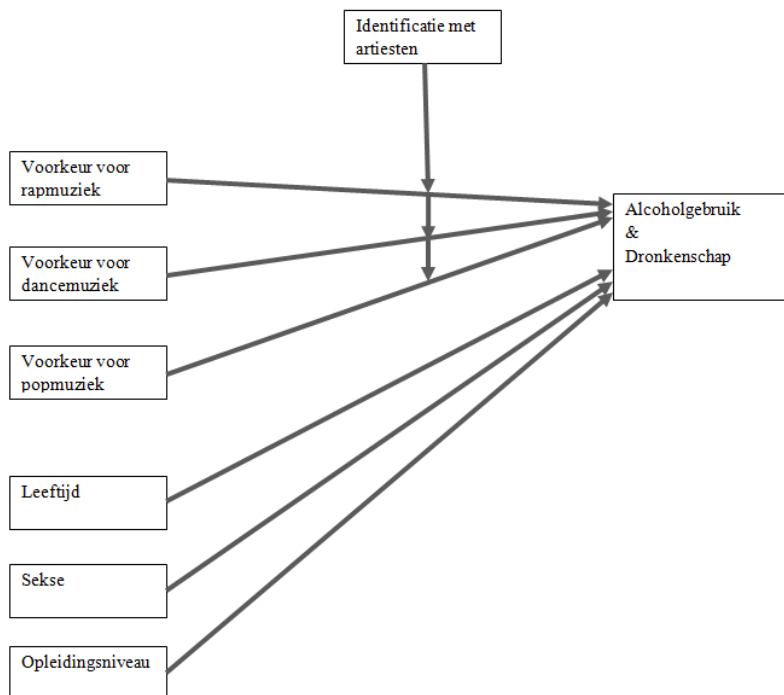 Identificatie met
artiesten
Voorkeur voor
rapmuziek
Alcoholgebruik
&
Dronkenschap
Voorkeur voor
dancemuziek
Voorkeur voor
popmuziek
Leeftijd
Sekse
Opleidingsniveau